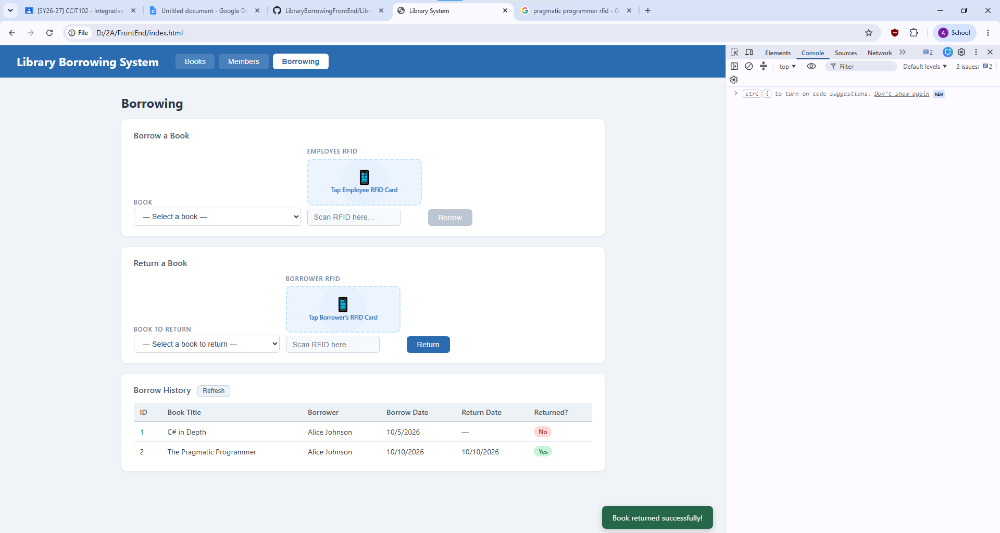 [SY26-27] CCIT102 - Integrative
Untitled document - Google Do
LibraryBorrowingFrontEnd/Libra
Library System
pragmatic programmer rfid - G
File
D:/2A/FrontEnd/index.html
A
School
Library Borrowing System
Books
Members
Borrowing
Borrowing
Borrow a Book
EMPLOYEE RFID
Tap Employee RFID Card
BOOK
— Select a book —
Scan RFID here…
Borrow
Return a Book
BORROWER RFID
Tap Borrower's RFID Card
BOOK TO RETURN
— Select a book to return —
Scan RFID here…
Return
Borrow History
Refresh
ID Book Title Borrower Borrow Date Return Date Returned?
1 C# in Depth Alice Johnson 10/5/2026 — No
2 The Pragmatic Programmer Alice Johnson 10/10/2026 10/10/2026 Yes
Book returned successfully!
Elements
Console
Sources
Network
2
top
Filter
Default levels
2 issues: 2
ctrl i to turn on code suggestions. Don't show again NEW